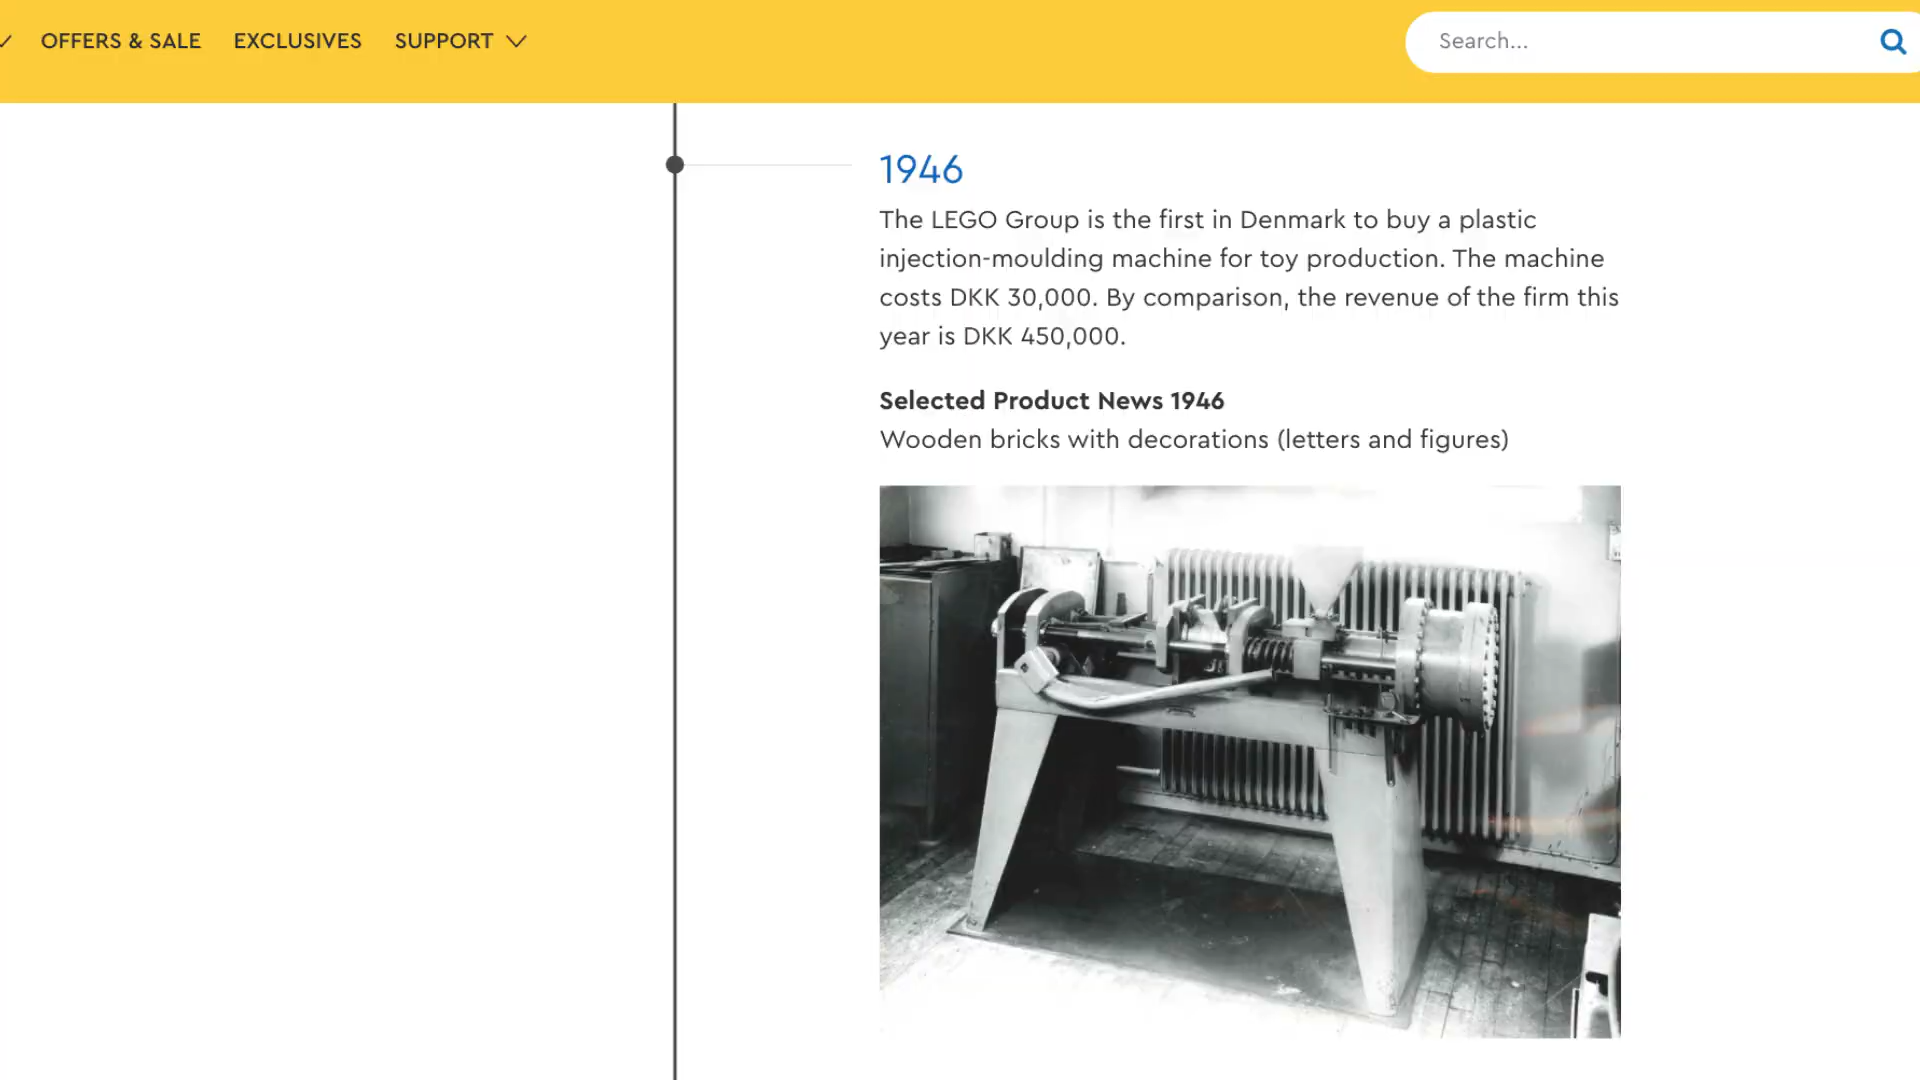 OFFERS & SALE EXCLUSIVES SUPPORT Search...
1946
The LEGO Group is the first in Denmark to buy a plastic
injection-moulding machine for toy production. The machine
costs DKK 30,000. By comparison, the revenue of the firm this
year is DKK 450,000.
Selected Product News 1946
Wooden bricks with decorations (letters and figures)